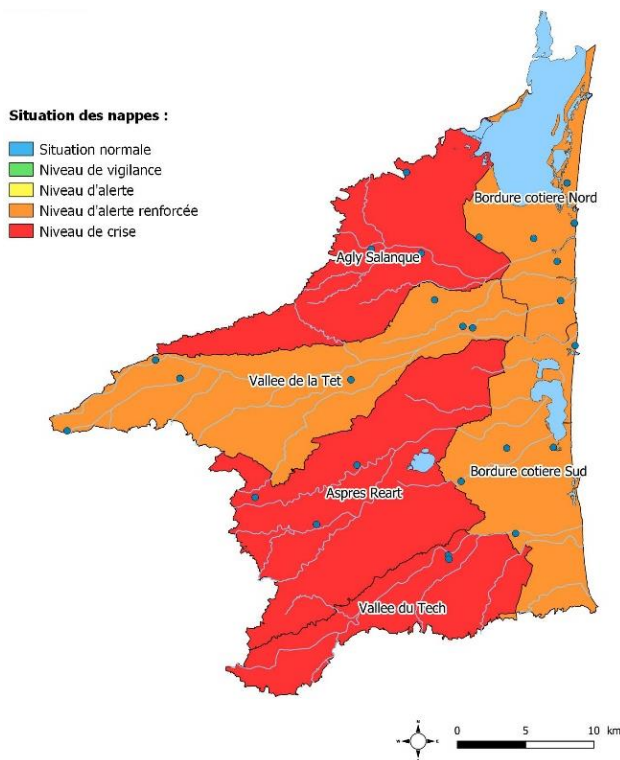 Situation des nappes :
Situation normale
Niveau de vigilance
Niveau d'alerte
Niveau d'alerte renforcée
Niveau de crise
Bordure cotiere Nord
Agly Salanque
Vallee de la Tet
Bordure cotiere Sud
Aspres Reart
Vallee du Tech
N
W E
S
0 5 10 km